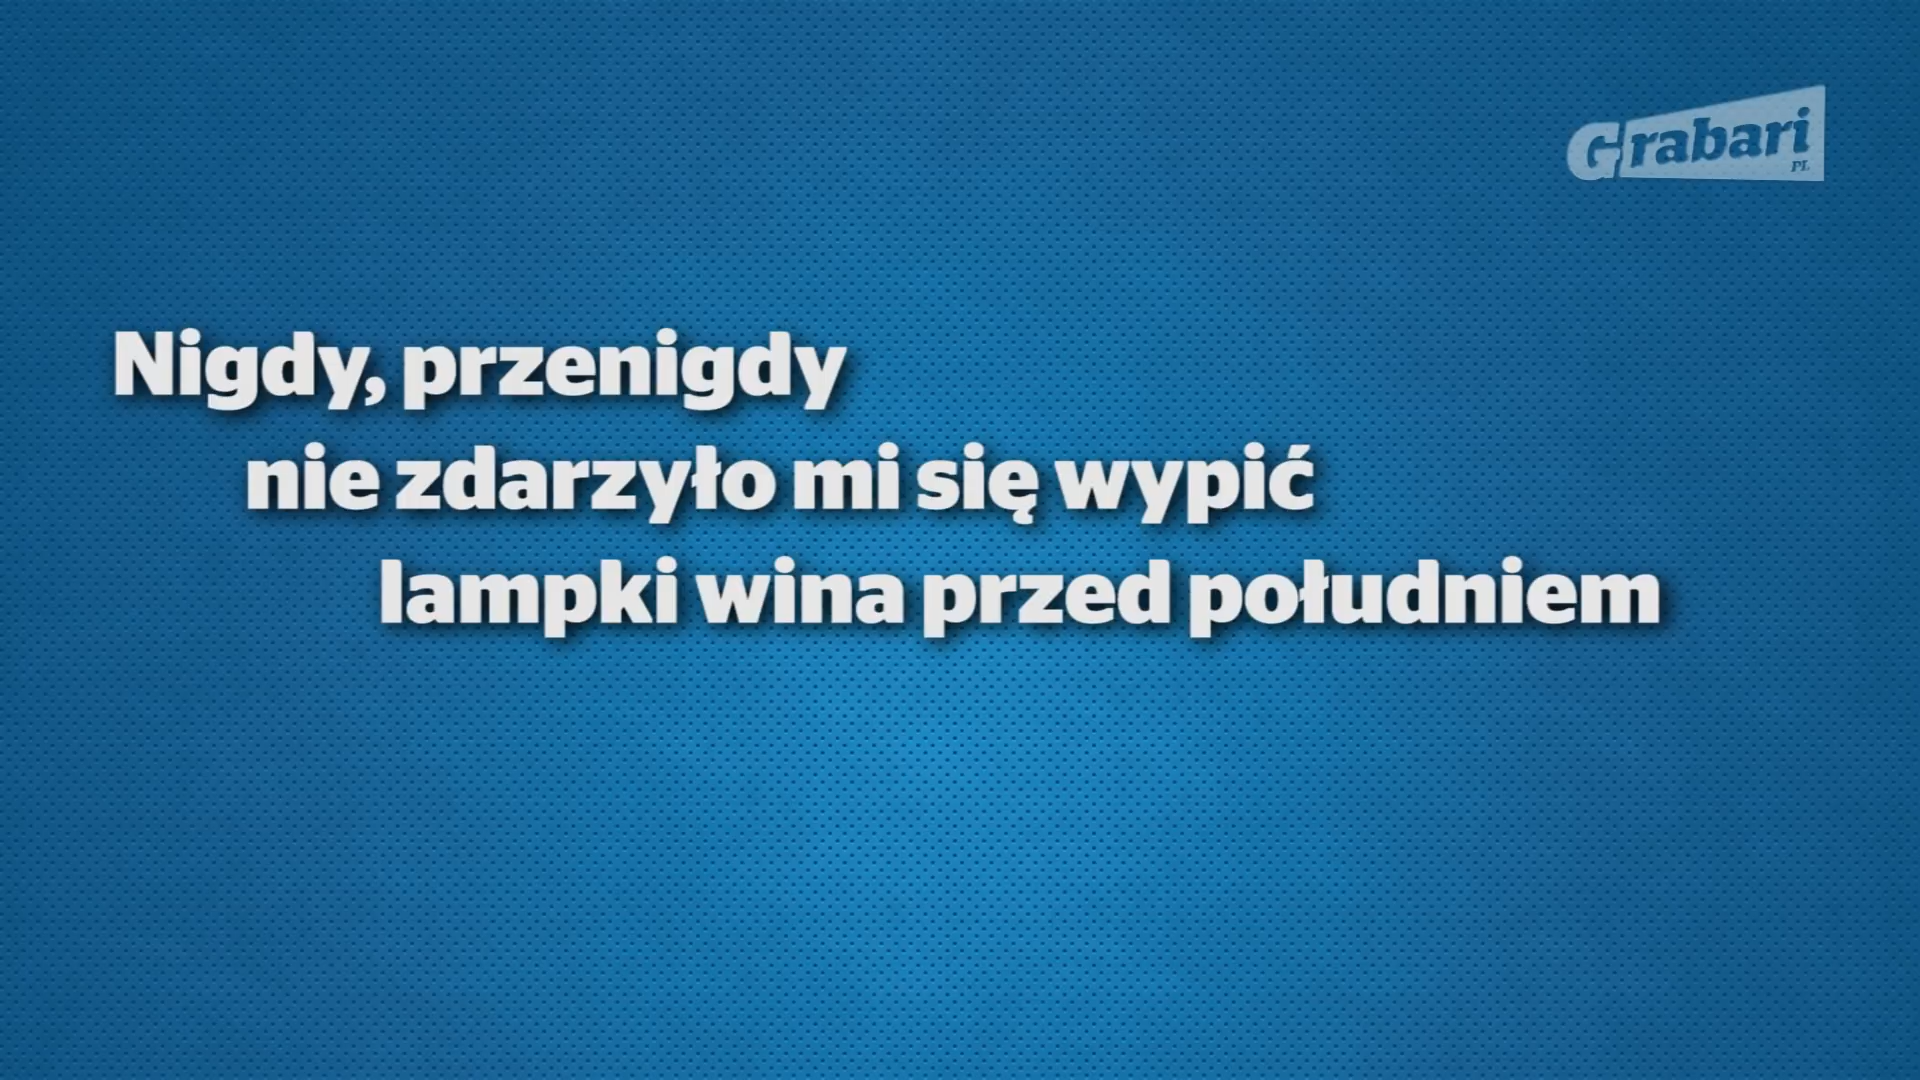 Grabari
PL
Nigdy, przenigdy
nie zdarzyło mi się wypić
lampki wina przed południem